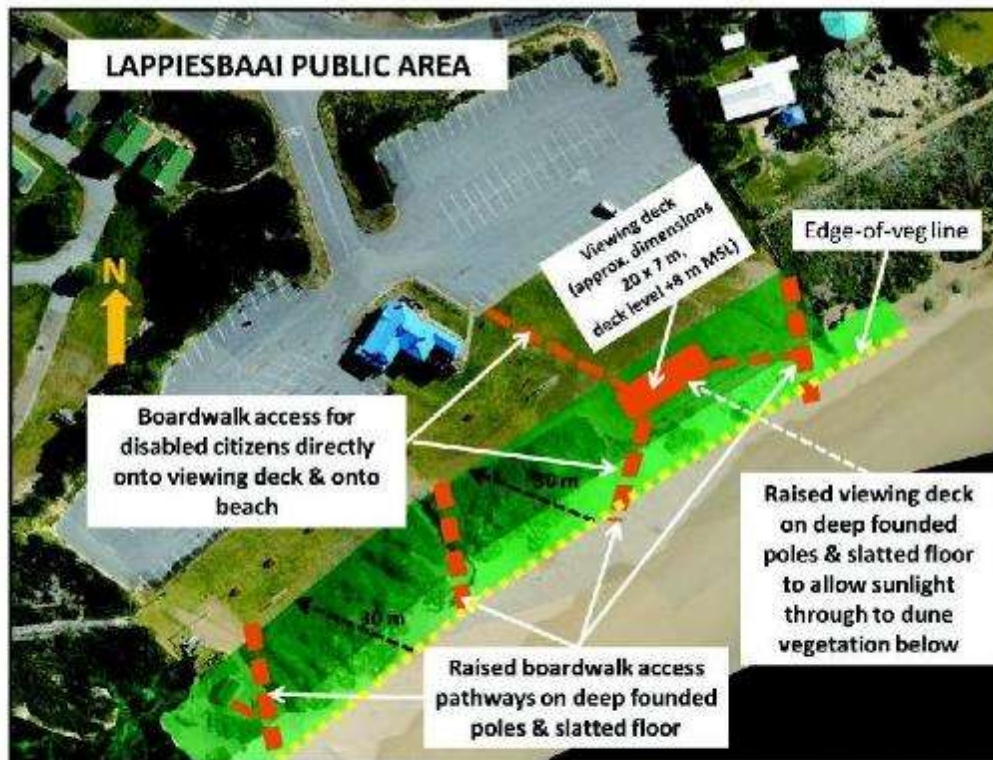 LAPPIESBAAI PUBLIC AREA
N
Viewing deck
(approx. dimensions
20 x 7 m,
deck level +8 m MSL)
Edge-of-veg line
Boardwalk access for
disabled citizens directly
onto viewing deck & onto
beach
30 m
30 m
Raised viewing deck
on deep founded
poles & slatted floor
to allow sunlight
through to dune
vegetation below
Raised boardwalk access
pathways on deep founded
poles & slatted floor